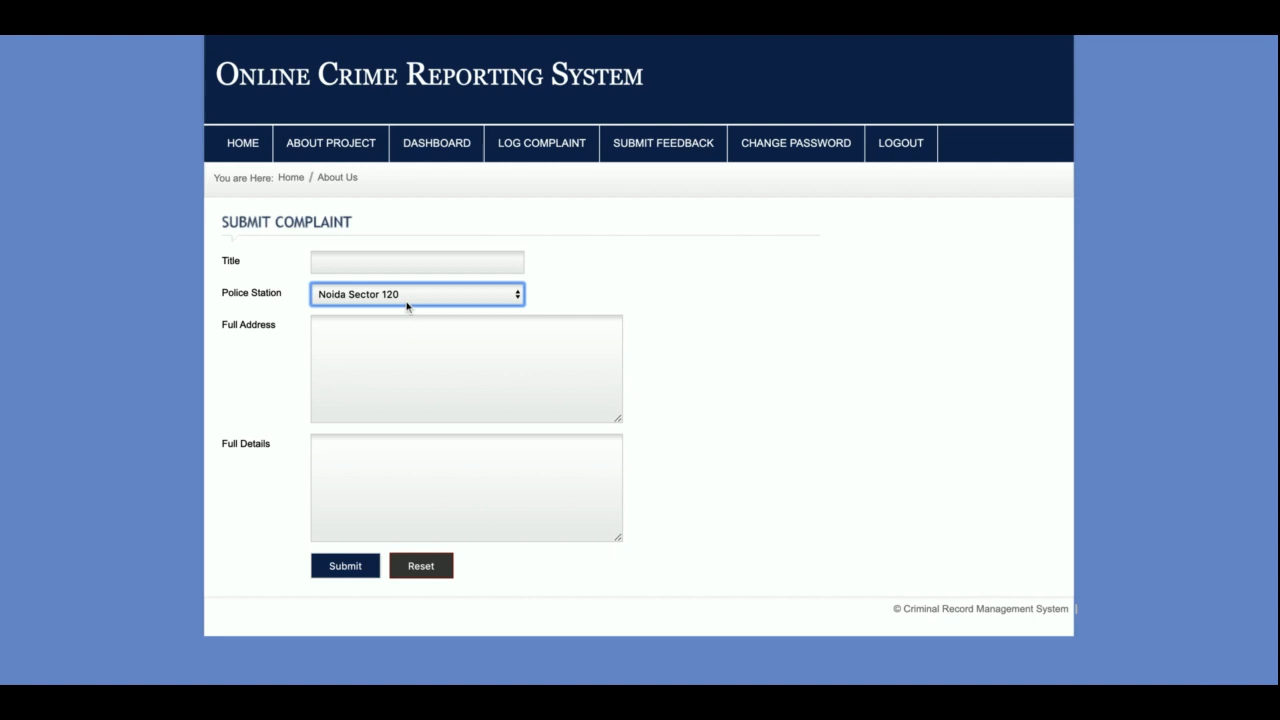 ONLINE CRIME REPORTING SYSTEM
HOME ABOUT PROJECT DASHBOARD LOG COMPLAINT SUBMIT FEEDBACK CHANGE PASSWORD LOGOUT
You are Here: Home / About Us
SUBMIT COMPLAINT
Title
Police Station Noida Sector 120
Full Address
Full Details
Submit Reset
© Criminal Record Management System |